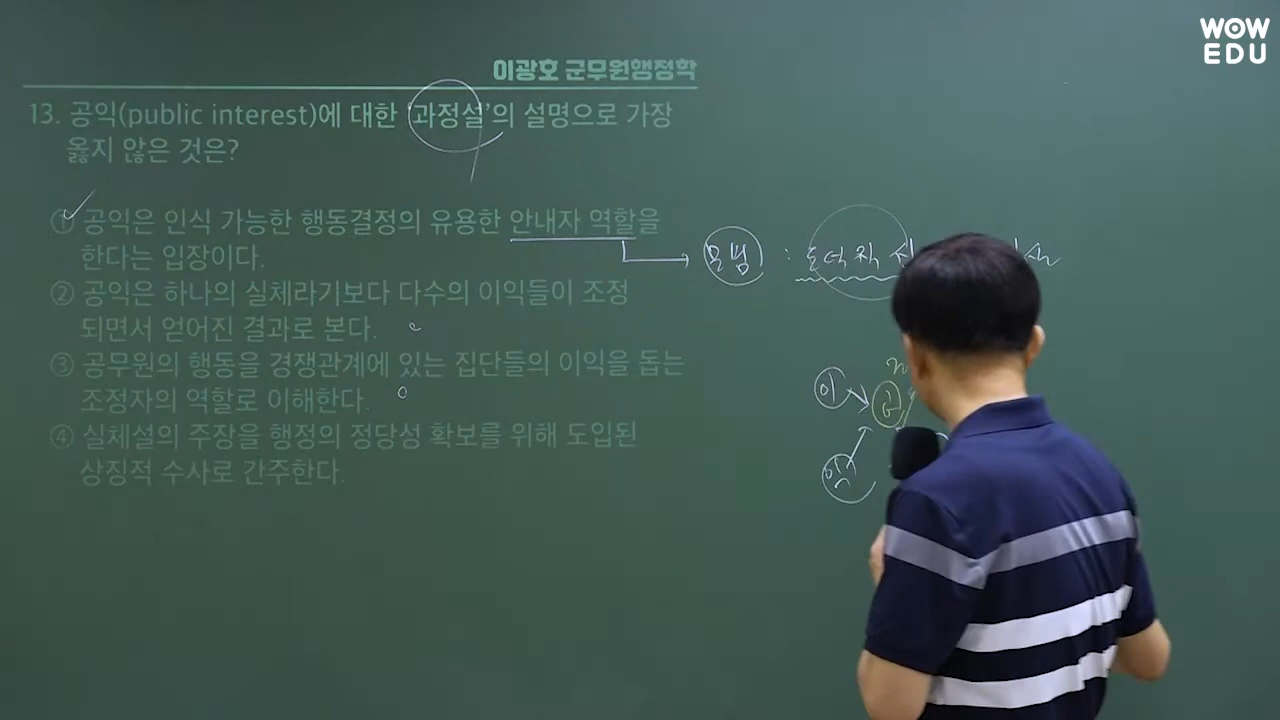 WOW
EDU
이광호 군무원행정학
13. 공익(public interest)에 대한 '과정설'의 설명으로 가장
옳지 않은 것은?
① 공익은 인식 가능한 행동결정의 유용한 안내자 역할을
한다는 입장이다.
② 공익은 하나의 실체라기보다 다수의 이익들이 조정
되면서 얻어진 결과로 본다.
③ 공무원의 행동을 경쟁관계에 있는 집단들의 이익을 돕는
조정자의 역할로 이해한다.
④ 실체설의 주장을 행정의 정당성 확보를 위해 도입된
상징적 수사로 간주한다.